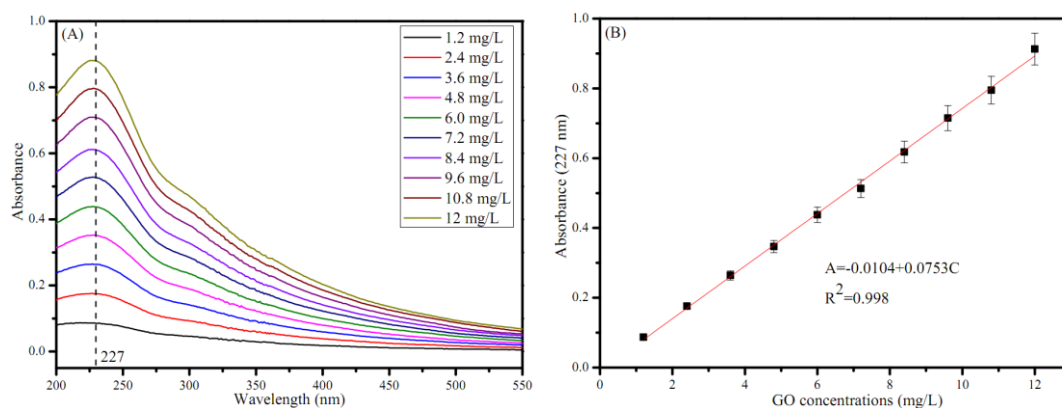 (A)
1.0
0.8
0.6
0.4
0.2
0.0
Absorbance
227
200 250 300 350 400 450 500 550
Wavelength (nm)
1.2 mg/L
2.4 mg/L
3.6 mg/L
4.8 mg/L
6.0 mg/L
7.2 mg/L
8.4 mg/L
9.6 mg/L
10.8 mg/L
12 mg/L
(B)
1.0
0.8
0.6
0.4
0.2
0.0
Absorbance (227 nm)
A=-0.0104+0.0753C
R²=0.998
0 2 4 6 8 10 12
GO concentrations (mg/L)